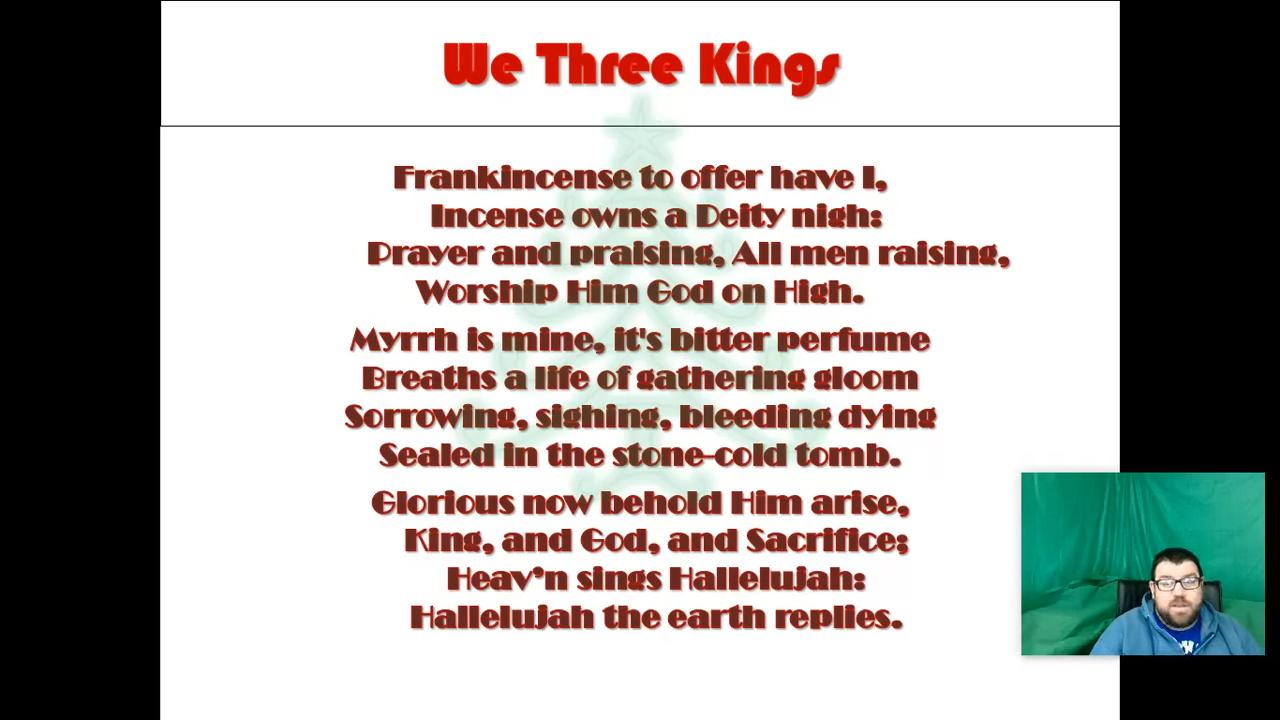 We Three Kings
Frankincense to offer have I,
Incense owns a Deity nigh:
Prayer and praising, All men raising,
Worship Him God on High.
Myrrh is mine, it's bitter perfume
Breaths a life of gathering gloom
Sorrowing, sighing, bleeding dying
Sealed in the stone-cold tomb.
Glorious now behold Him arise,
King, and God, and Sacrifice;
Heav’n sings Hallelujah:
Hallelujah the earth replies.